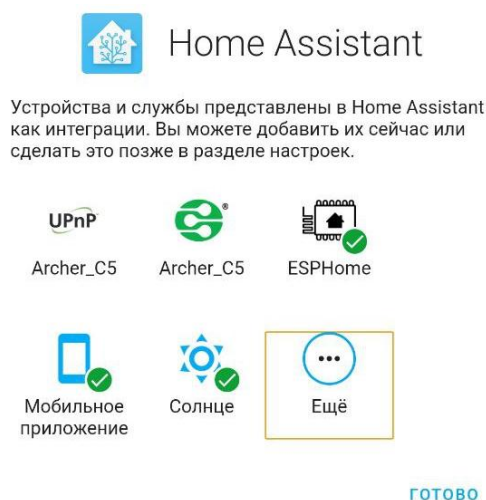 Home Assistant
Устройства и службы представлены в Home Assistant
как интеграции. Вы можете добавить их сейчас или
сделать это позже в разделе настроек.
UPnP
Archer_C5 Archer_C5 ESPHome
Мобильное Солнце Ещё
приложение
ГОТОВО